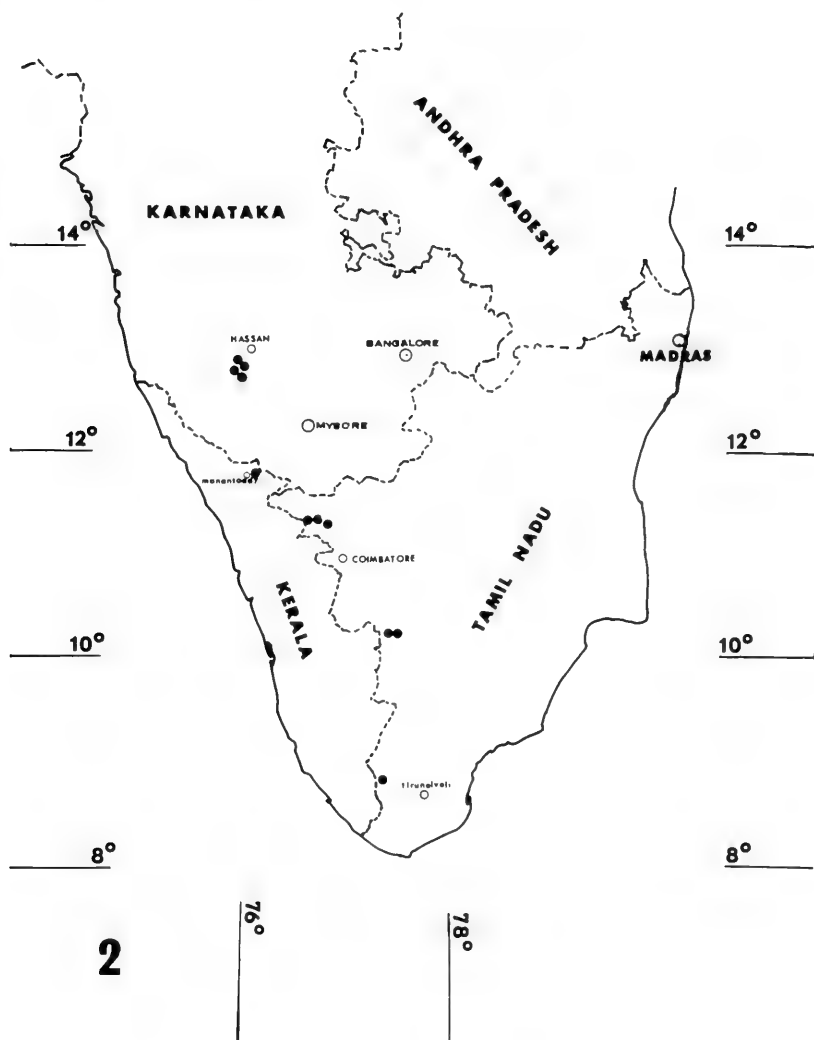 ANDHRA PRADESH
KARNATAKA
14°
14°
HASSAN
BANGALORE
MADRAS
MYSORE
12°
12°
manantoddy
COIMBATORE
TAMIL NADU
KERALA
10°
10°
tirunelveli
8°
8°
76°
78°
2